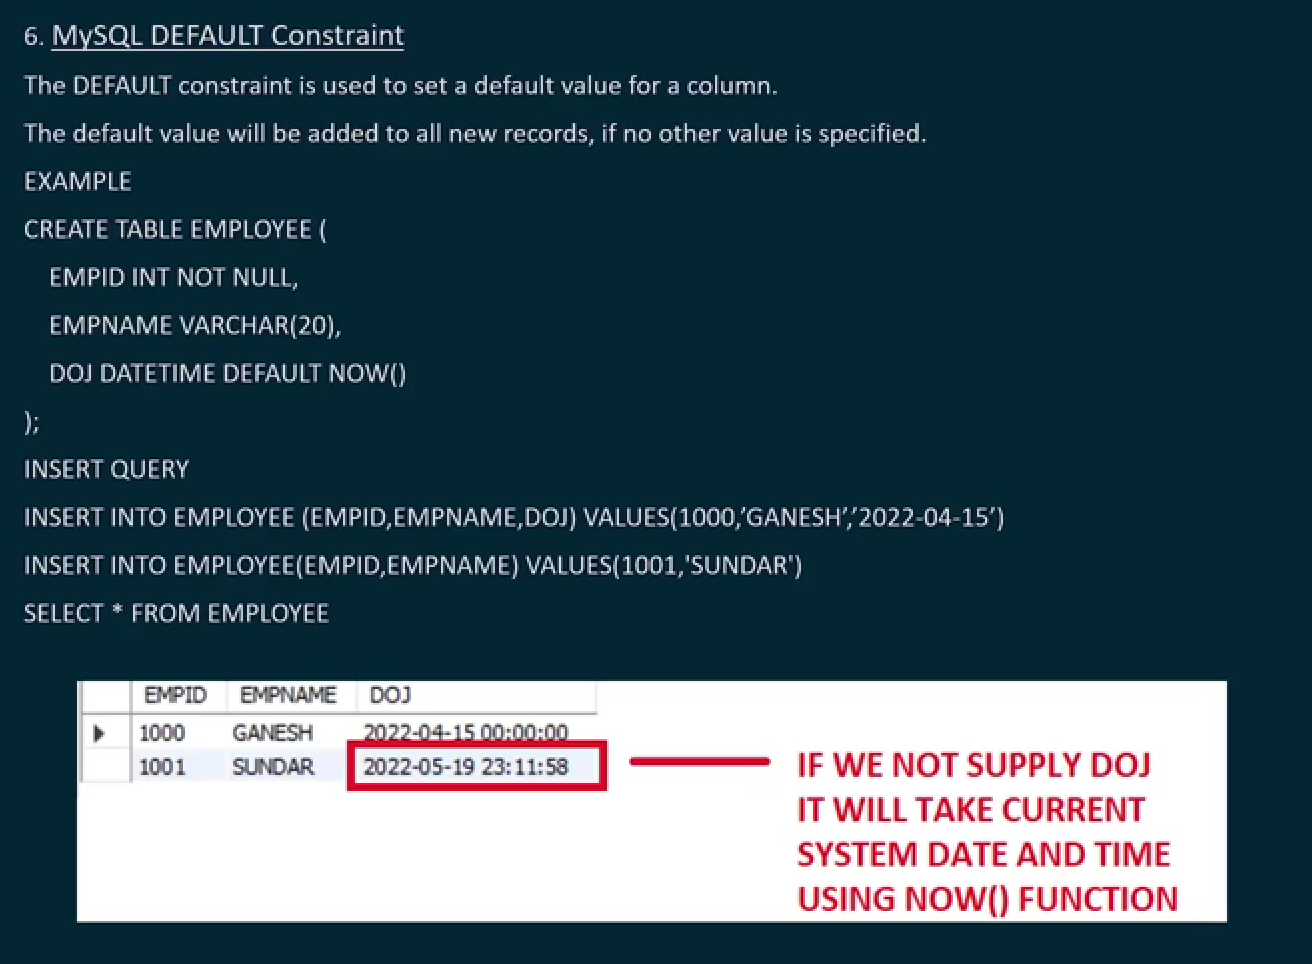 6. MySQL DEFAULT Constraint
The DEFAULT constraint is used to set a default value for a column.
The default value will be added to all new records, if no other value is specified.
EXAMPLE
CREATE TABLE EMPLOYEE (
EMPID INT NOT NULL,
EMPNAME VARCHAR(20),
DOJ DATETIME DEFAULT NOW()
);
INSERT QUERY
INSERT INTO EMPLOYEE (EMPID,EMPNAME,DOJ) VALUES(1000,’GANESH’,’2022-04-15’)
INSERT INTO EMPLOYEE(EMPID,EMPNAME) VALUES(1001,'SUNDAR')
SELECT * FROM EMPLOYEE
EMPID EMPNAME DOJ
1000 GANESH 2022-04-15 00:00:00
1001 SUNDAR 2022-05-19 23:11:58
IF WE NOT SUPPLY DOJ
IT WILL TAKE CURRENT
SYSTEM DATE AND TIME
USING NOW() FUNCTION